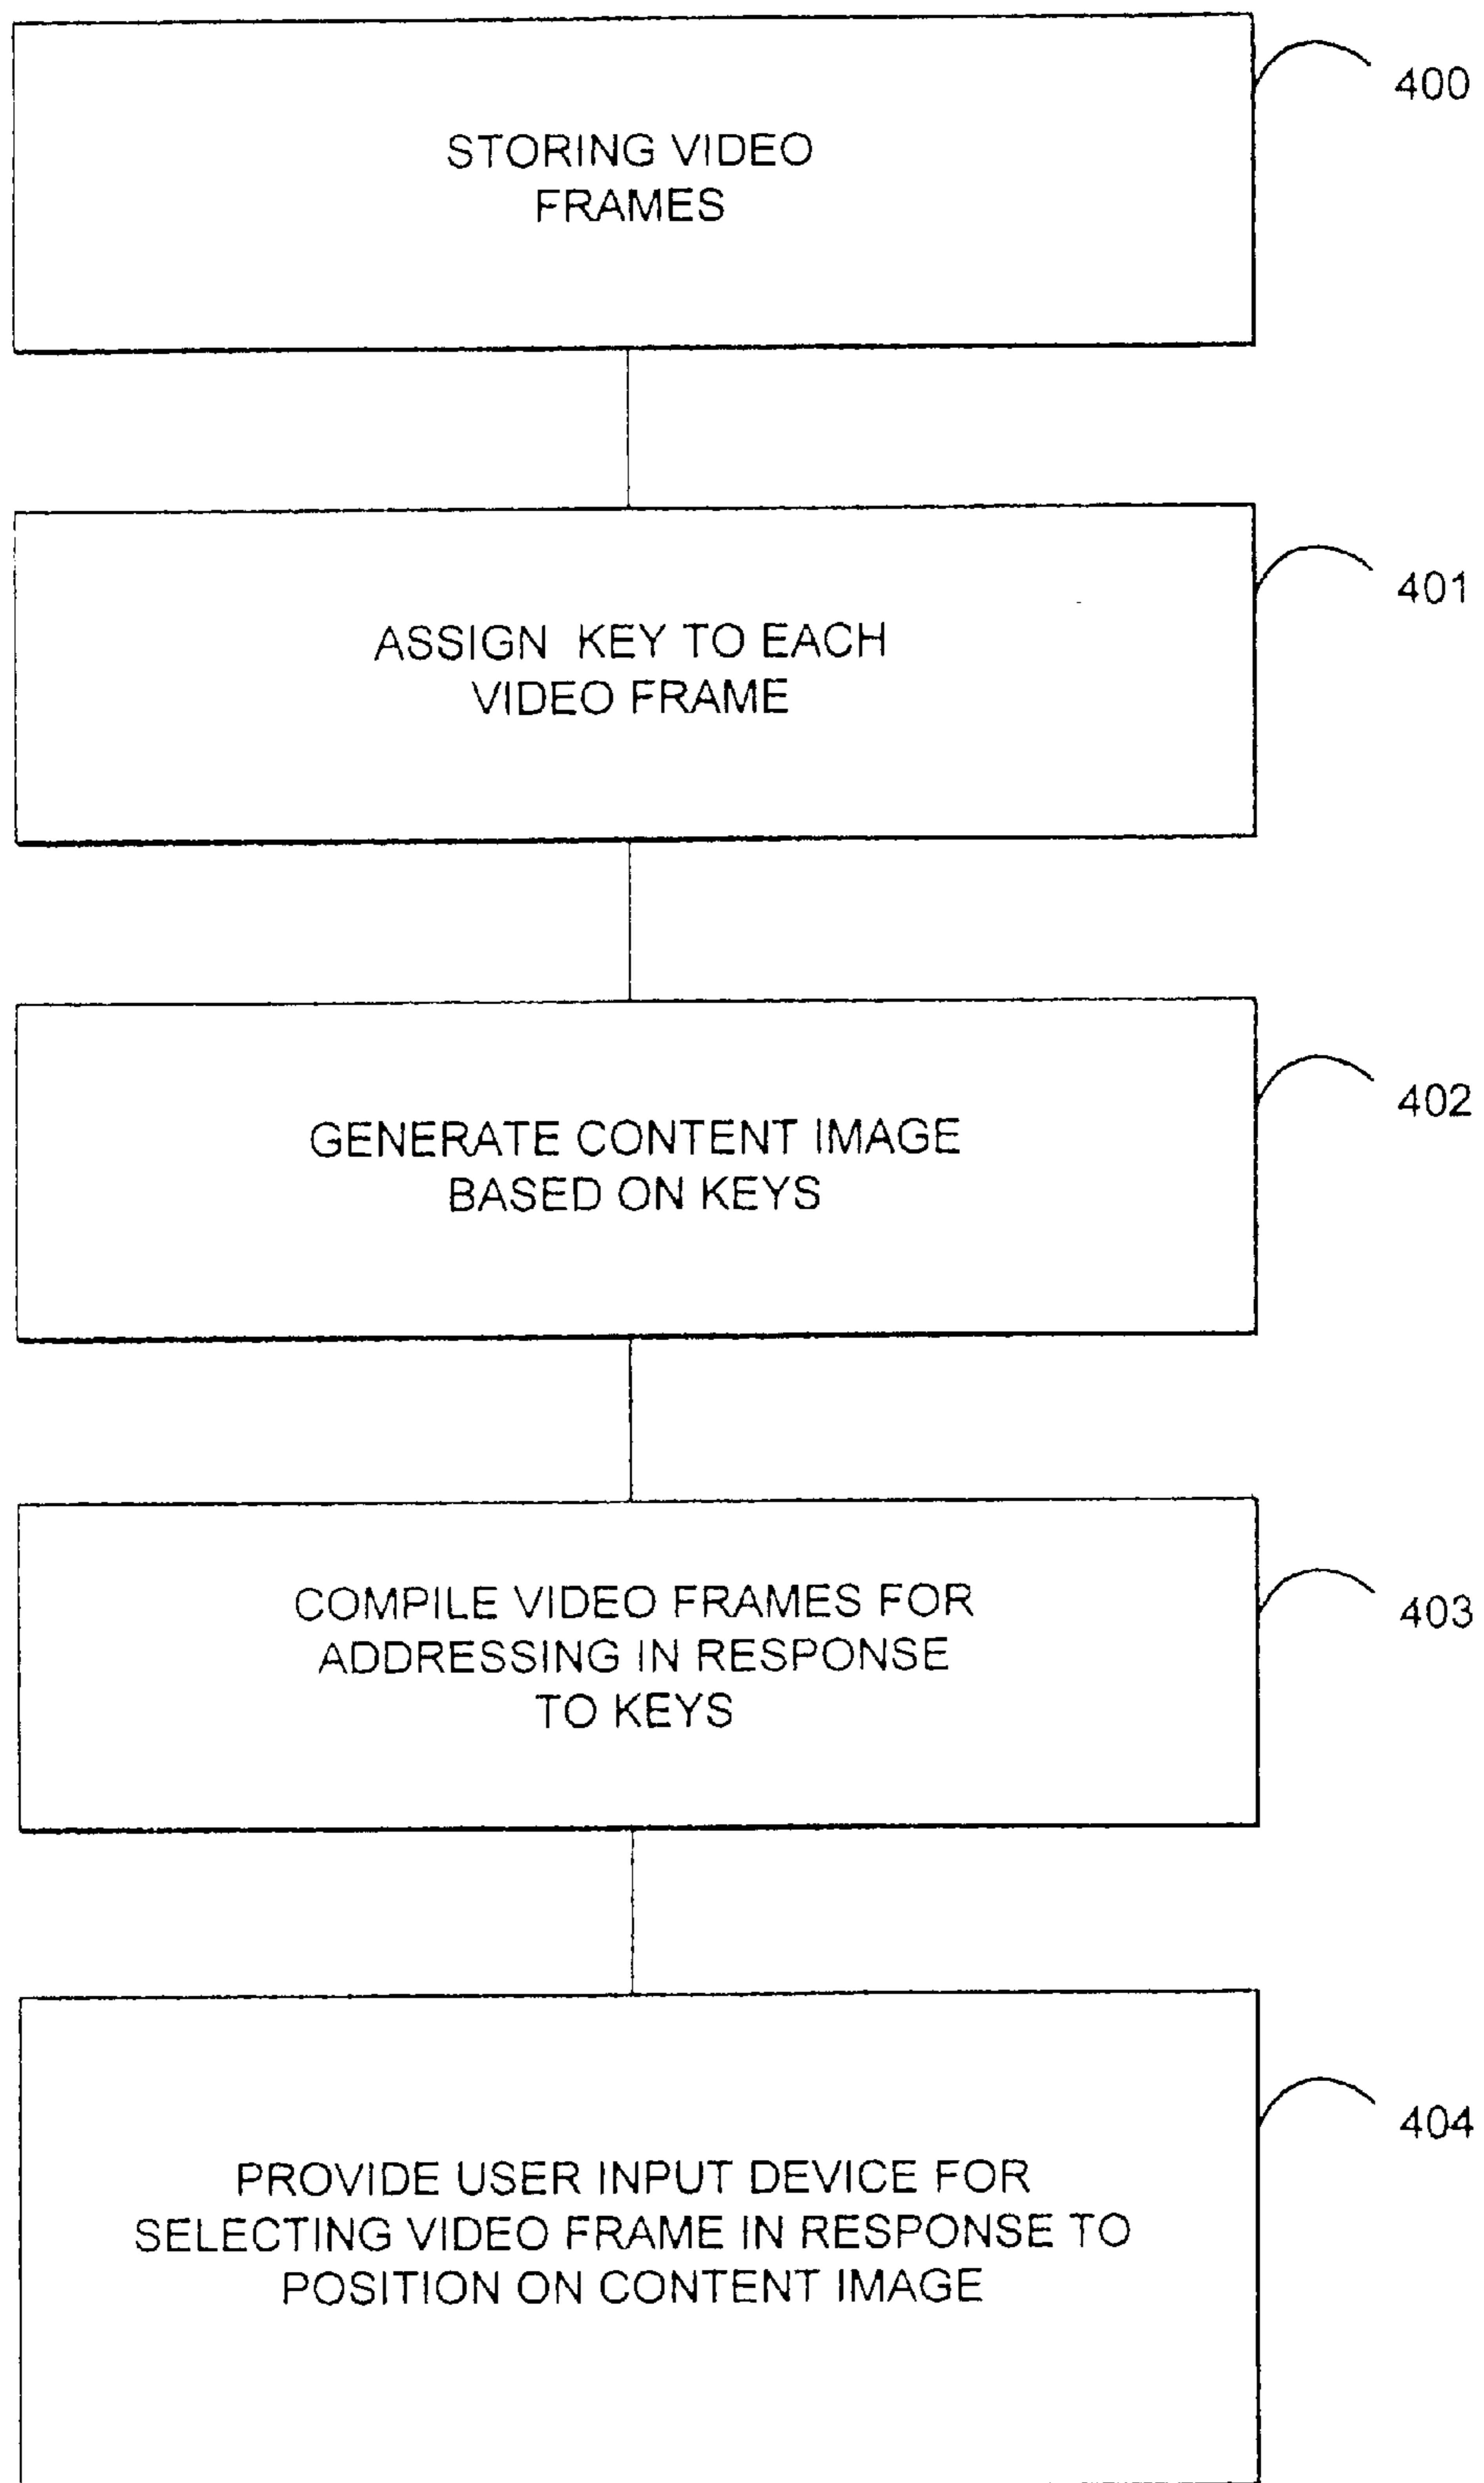 STORING VIDEO
FRAMES
400
ASSIGN KEY TO EACH
VIDEO FRAME
401
GENERATE CONTENT IMAGE
BASED ON KEYS
402
COMPILE VIDEO FRAMES FOR
ADDRESSING IN RESPONSE
TO KEYS
403
PROVIDE USER INPUT DEVICE FOR
SELECTING VIDEO FRAME IN RESPONSE TO
POSITION ON CONTENT IMAGE
404